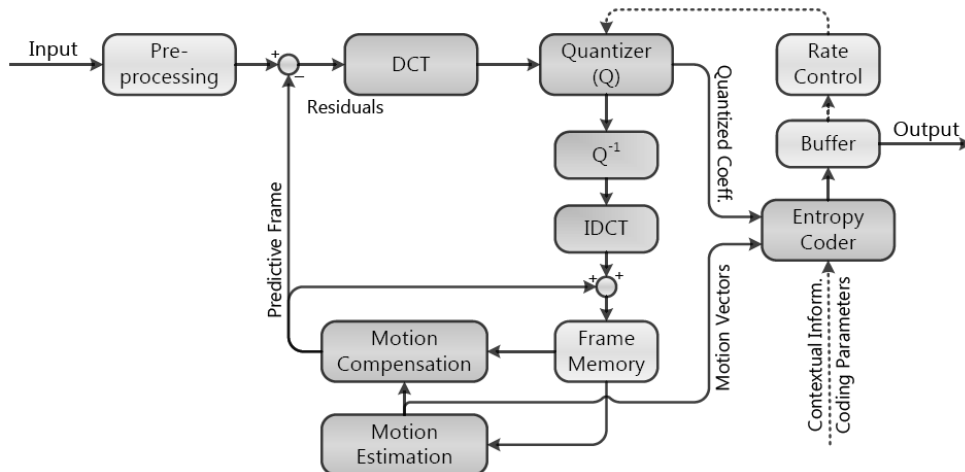 Input
Pre-
processing
+
−
Residuals
DCT
Quantizer
(Q)
Q-1
IDCT
+
+
Frame
Memory
Motion
Compensation
Motion
Estimation
Predictive Frame
Quantized Coeff.
Motion Vectors
Rate
Control
Buffer
Output
Entropy
Coder
Contextual Inform.
Coding Parameters